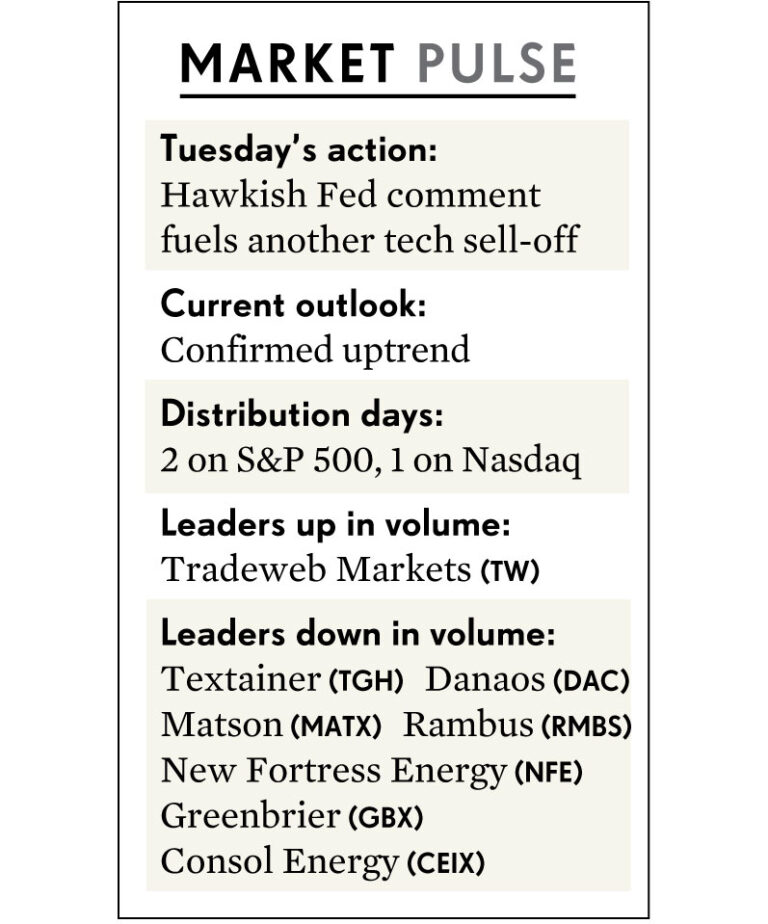 MARKET PULSE
Tuesday’s action:
Hawkish Fed comment
fuels another tech sell-off
Current outlook:
Confirmed uptrend
Distribution days:
2 on S&P 500, 1 on Nasdaq
Leaders up in volume:
Tradeweb Markets (TW)
Leaders down in volume:
Textainer (TGH) Danaos (DAC)
Matson (MATX) Rambus (RMBS)
New Fortress Energy (NFE)
Greenbrier (GBX)
Consol Energy (CEIX)